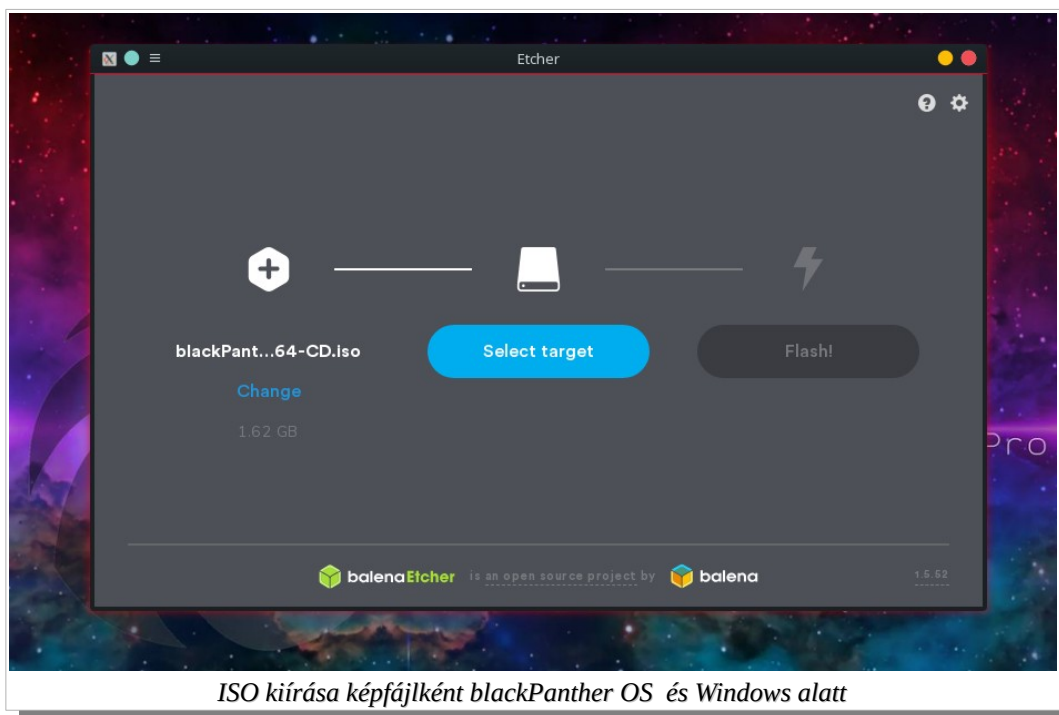 Etcher
blackPant...64-CD.iso
Select target
Flash!
Change
1.62 GB
Pro
balenaEtcher is an open source project by balena
1.5.52
ISO kiírása képfájlként blackPanther OS és Windows alatt